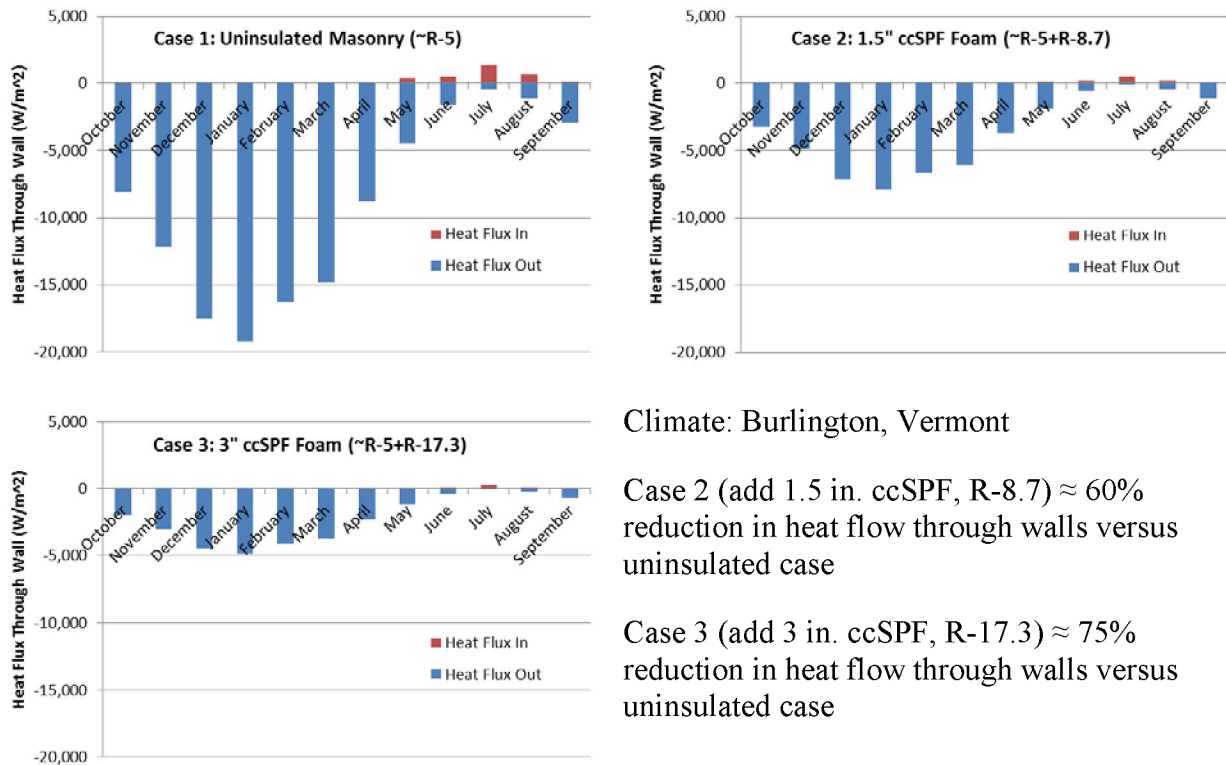 Case 1: Uninsulated Masonry (~R-5)
Heat Flux Through Wall (W/m^2)
5,000
0
-5,000
-10,000
-15,000
-20,000
October
November
December
January
February
March
April
May
June
July
August
September
Heat Flux In
Heat Flux Out
Case 2: 1.5" ccSPF Foam (~R-5+R-8.7)
Heat Flux Through Wall (W/m^2)
5,000
0
-5,000
-10,000
-15,000
-20,000
October
November
December
January
February
March
April
May
June
July
August
September
Heat Flux In
Heat Flux Out
Case 3: 3" ccSPF Foam (~R-5+R-17.3)
Heat Flux Through Wall (W/m^2)
5,000
0
-5,000
-10,000
-15,000
-20,000
October
November
December
January
February
March
April
May
June
July
August
September
Heat Flux In
Heat Flux Out
Climate: Burlington, Vermont
Case 2 (add 1.5 in. ccSPF, R-8.7) ≈ 60%
reduction in heat flow through walls versus
uninsulated case
Case 3 (add 3 in. ccSPF, R-17.3) ≈ 75%
reduction in heat flow through walls versus
uninsulated case